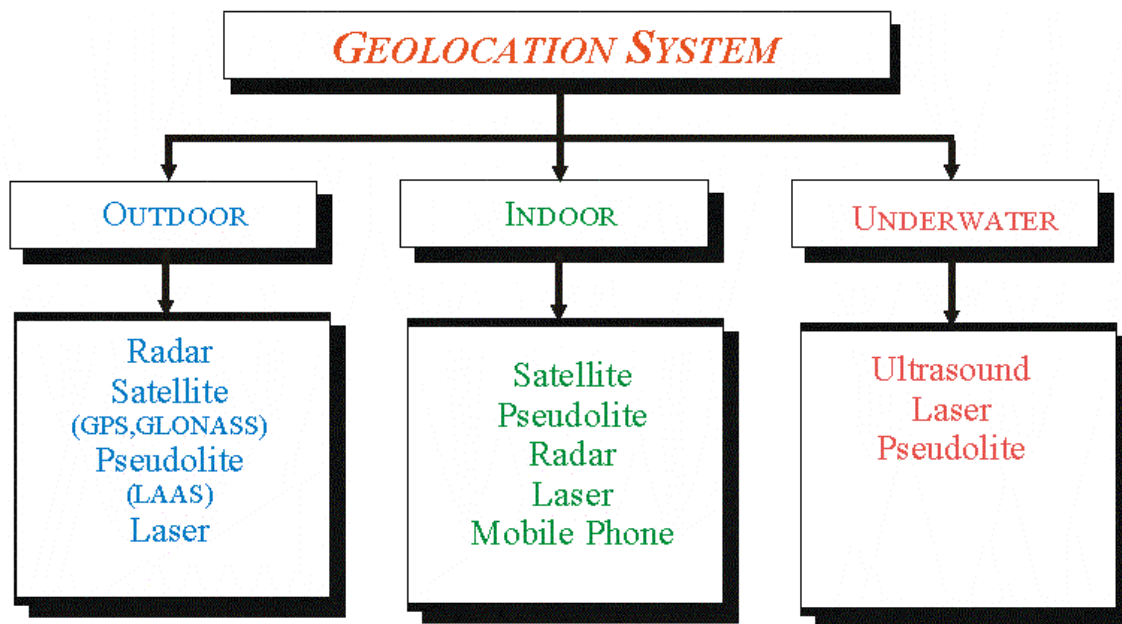 GEOLOCATION SYSTEM
OUTDOOR
INDOOR
UNDERWATER
Radar
Satellite
(GPS,GLONASS)
Pseudolite
(LAAS)
Laser
Satellite
Pseudolite
Radar
Laser
Mobile Phone
Ultrasound
Laser
Pseudolite